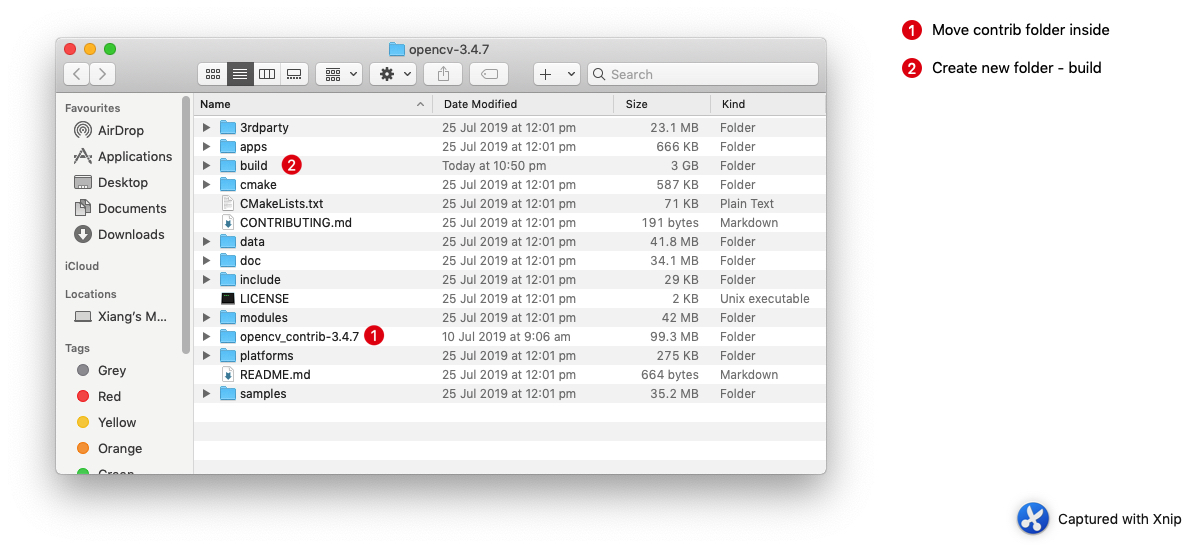 1 Move contrib folder inside
2 Create new folder - build
opencv-3.4.7
Search
Favourites
AirDrop
Applications
Desktop
Documents
Downloads
iCloud
Locations
Xiang's M...
Tags
Grey
Red
Yellow
Orange
Green
Name Date Modified Size Kind
3rdparty 25 Jul 2019 at 12:01 pm 23.1 MB Folder
apps 25 Jul 2019 at 12:01 pm 666 KB Folder
build 2 Today at 10:50 pm 3 GB Folder
cmake 25 Jul 2019 at 12:01 pm 587 KB Folder
CMakeLists.txt 25 Jul 2019 at 12:01 pm 71 KB Plain Text
CONTRIBUTING.md 25 Jul 2019 at 12:01 pm 191 bytes Markdown
data 25 Jul 2019 at 12:01 pm 41.8 MB Folder
doc 25 Jul 2019 at 12:01 pm 34.1 MB Folder
include 25 Jul 2019 at 12:01 pm 29 KB Folder
LICENSE 25 Jul 2019 at 12:01 pm 2 KB Unix executable
modules 25 Jul 2019 at 12:01 pm 42 MB Folder
opencv_contrib-3.4.7 1 10 Jul 2019 at 9:06 am 99.3 MB Folder
platforms 25 Jul 2019 at 12:01 pm 275 KB Folder
README.md 25 Jul 2019 at 12:01 pm 664 bytes Markdown
samples 25 Jul 2019 at 12:01 pm 35.2 MB Folder
Captured with Xnip